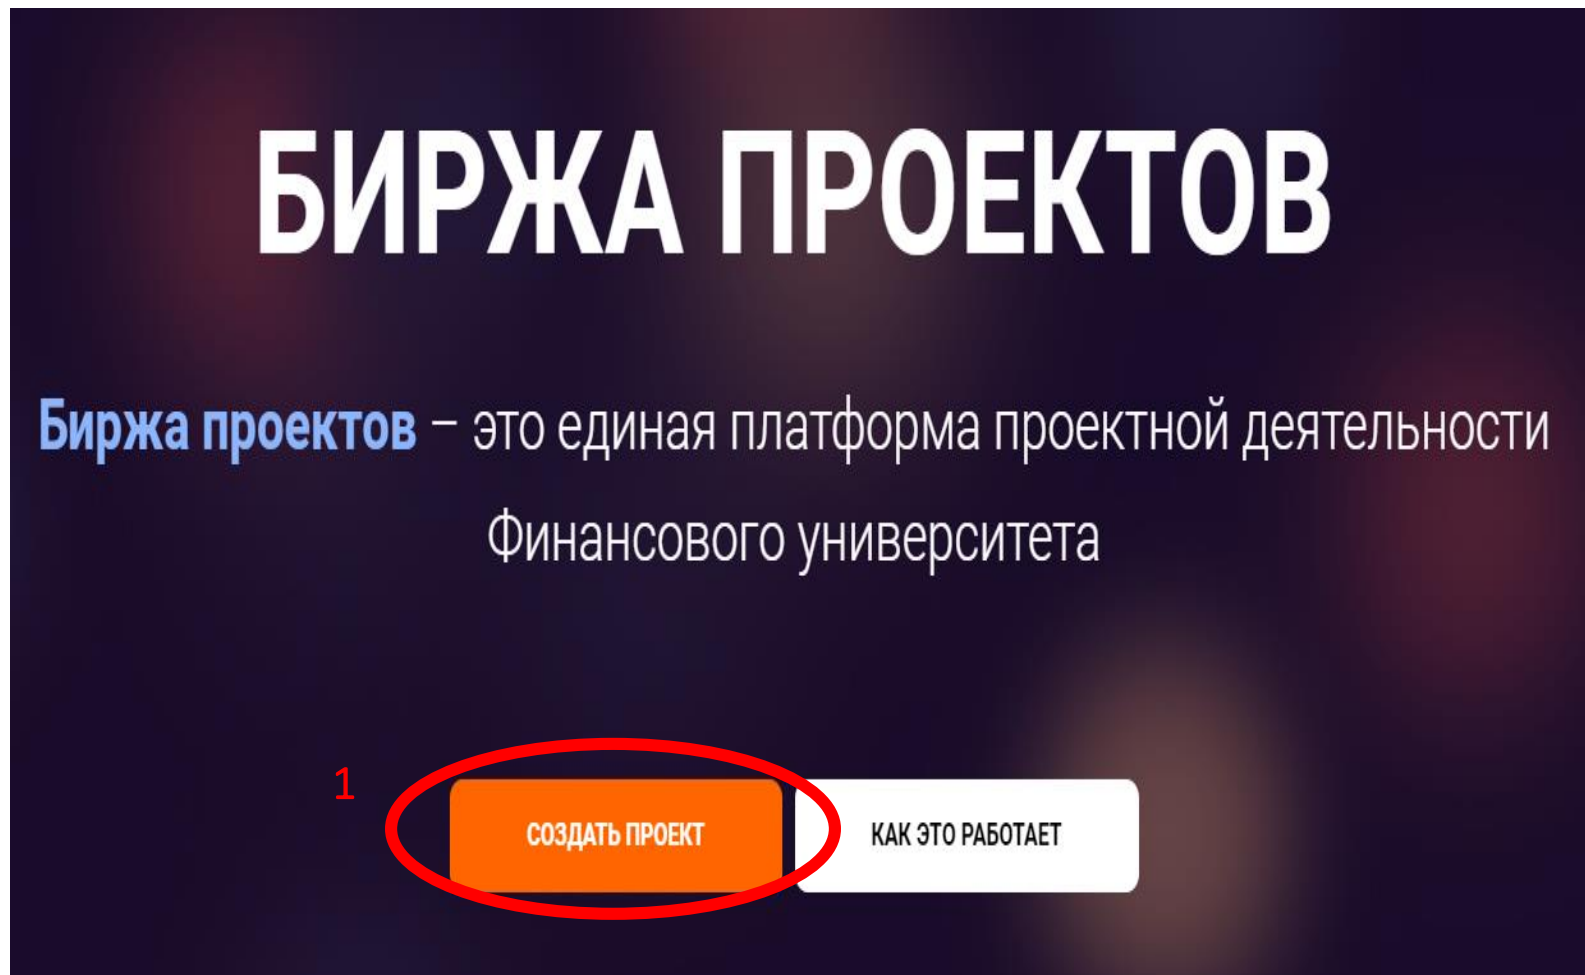 БИРЖА ПРОЕКТОВ
Биржа проектов – это единая платформа проектной деятельности
Финансового университета
1
СОЗДАТЬ ПРОЕКТ
КАК ЭТО РАБОТАЕТ